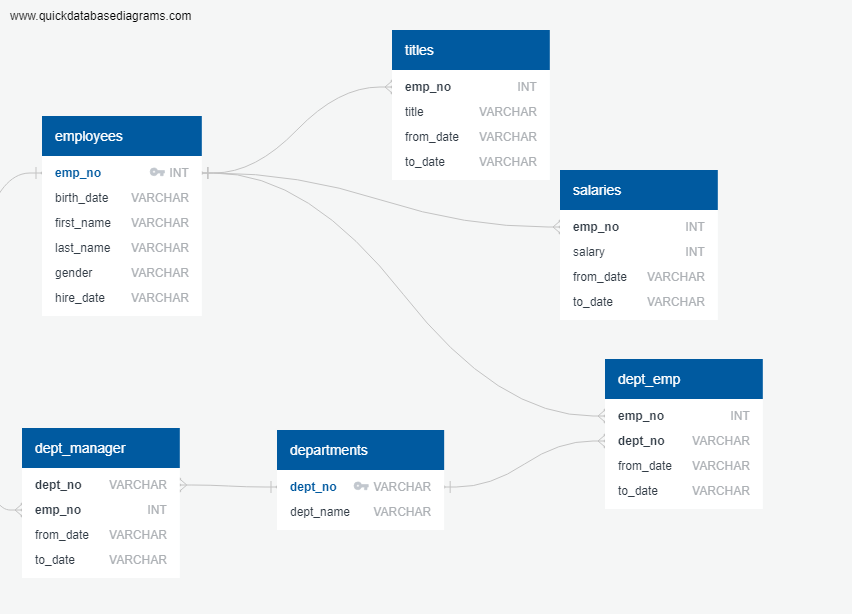 www.quickdatabasediagrams.com
titles
emp_no INT
title VARCHAR
from_date VARCHAR
to_date VARCHAR
employees
emp_no INT
birth_date VARCHAR
first_name VARCHAR
last_name VARCHAR
gender VARCHAR
hire_date VARCHAR
salaries
emp_no INT
salary INT
from_date VARCHAR
to_date VARCHAR
dept_emp
emp_no INT
dept_no VARCHAR
from_date VARCHAR
to_date VARCHAR
dept_manager
dept_no VARCHAR
emp_no INT
from_date VARCHAR
to_date VARCHAR
departments
dept_no VARCHAR
dept_name VARCHAR